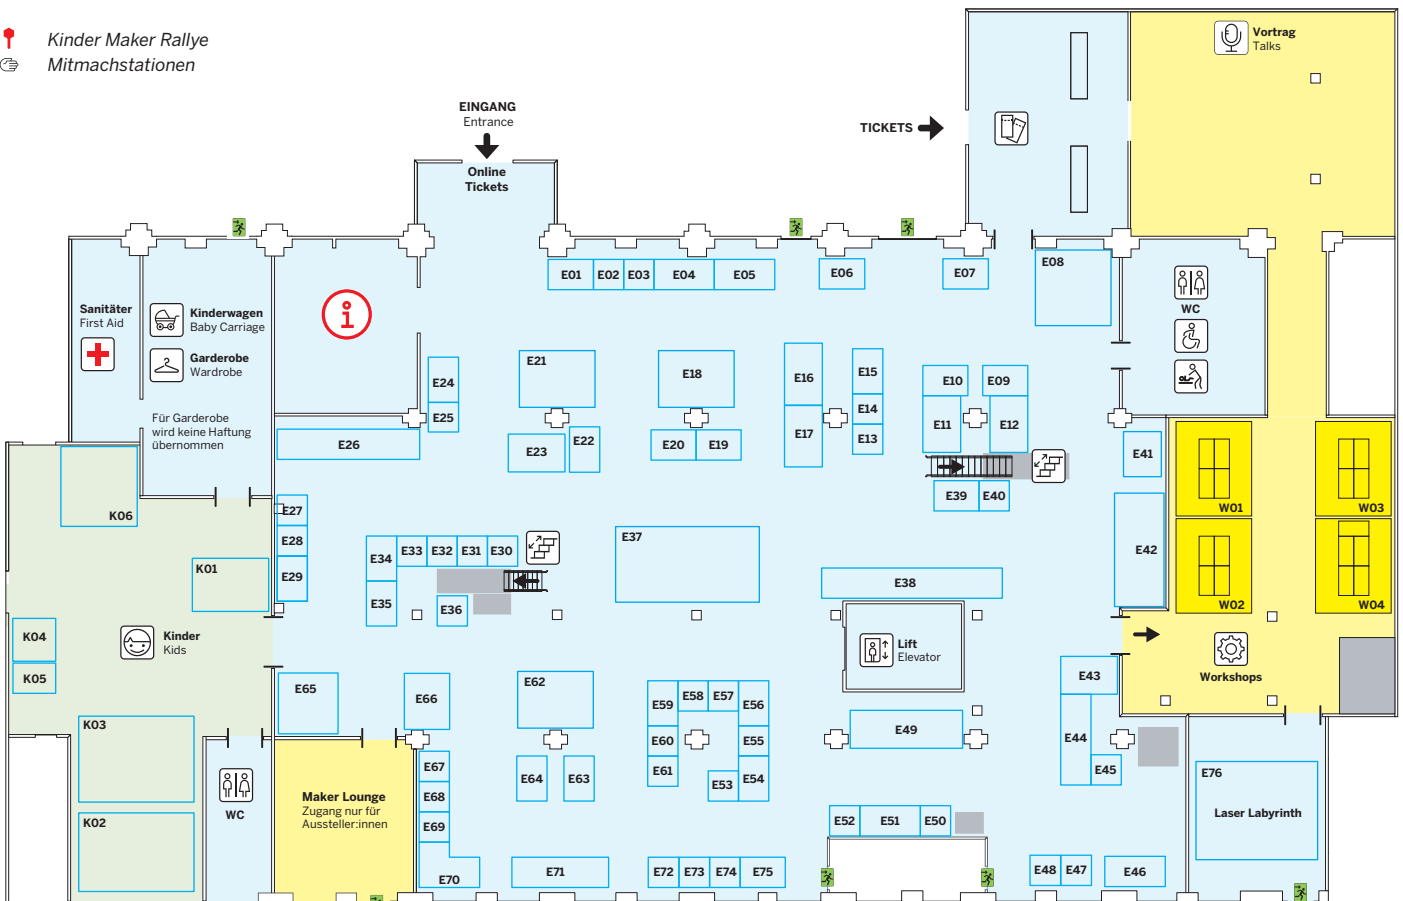 Kinder Maker Rallye
Mitmachstationen
EINGANG
Entrance
Online
Tickets
TICKETS
Vortrag
Talks
Sanitäter
First Aid
Kinderwagen
Baby Carriage
Garderobe
Wardrobe
Für Garderobe
wird keine Haftung
übernommen
i
E01
E02
E03
E04
E05
E06
E07
E08
WC
E24
E25
E26
E21
E23
E22
E18
E20
E19
E16
E17
E15
E14
E13
E10
E09
E11
E12
E39
E40
E41
E42
W01
W03
W02
W04
K06
K01
K04
K05
K03
K02
Kinder
Kids
E27
E28
E29
E34
E33
E32
E31
E30
E35
E36
E37
E38
Lift
Elevator
Workshops
E43
E44
E45
E65
E66
E62
E64
E63
E59
E58
E57
E56
E60
E55
E61
E53
E54
E49
E67
E68
E69
E70
E71
E72
E73
E74
E75
E52
E51
E50
E48
E47
E46
E76
Laser Labyrinth
WC
Maker Lounge
Zugang nur für
Aussteller:innen